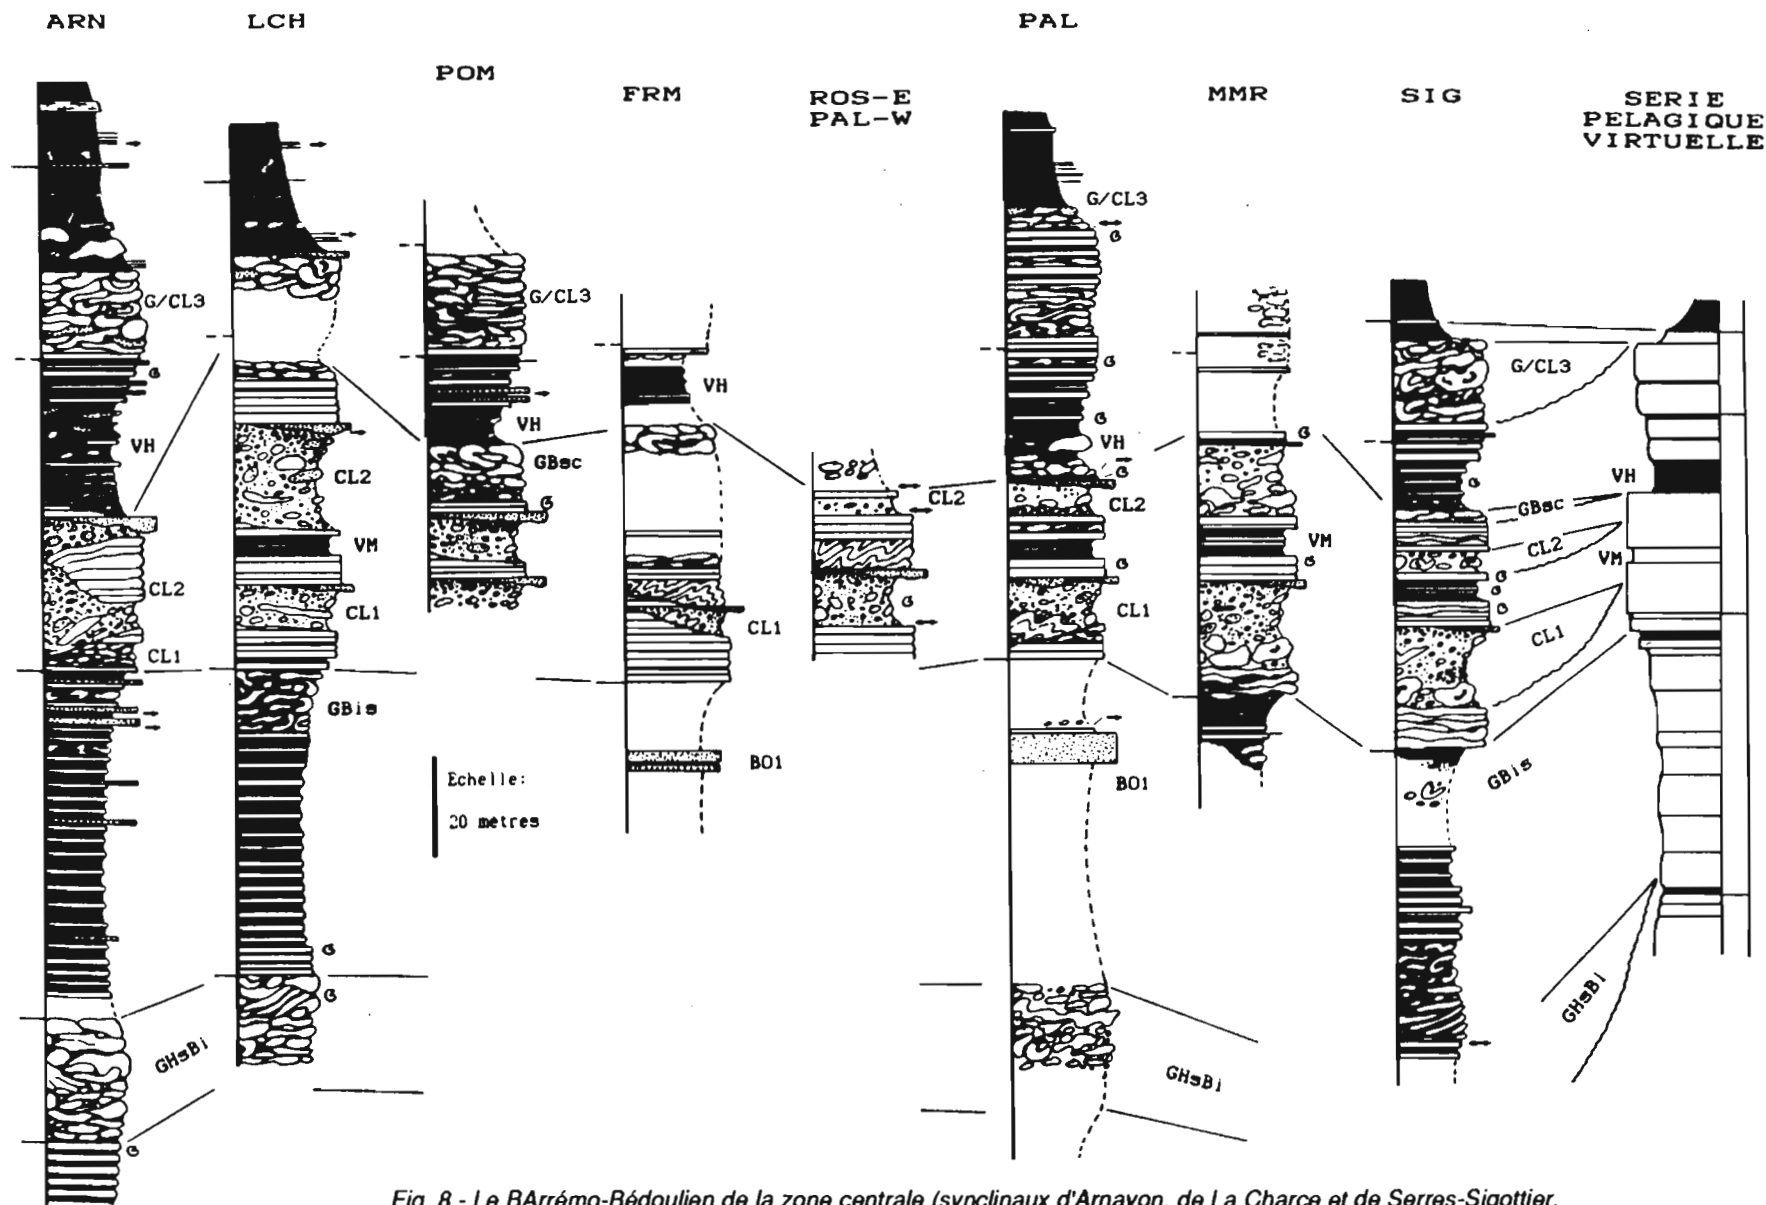 ARN
LCH
POM
FRM
ROS-E
PAL-W
PAL
MMR
SIG
SERIE
PELAGIQUE
VIRTUELLE
G/CL3
VH
CL2
CL1
GHsBi
G
G
CL2
VM
CL1
GBis
G
G
G/CL3
VH
GBsc
G
Echelle:
20 metres
VH
CL1
BO1
CL2
G
G/CL3
G
G
G
VH
G
CL2
G
CL1
BO1
GHsBi
G
VM
G
G/CL3
VH
G
GBsc
CL2
VM
G
G
CL1
GBis
GHsBi
Fig. 8 - Le BArrémo-Bédoulien de la zone centrale (synclinaux d'Arnayon, de La Charce et de Serres-Sigottier.